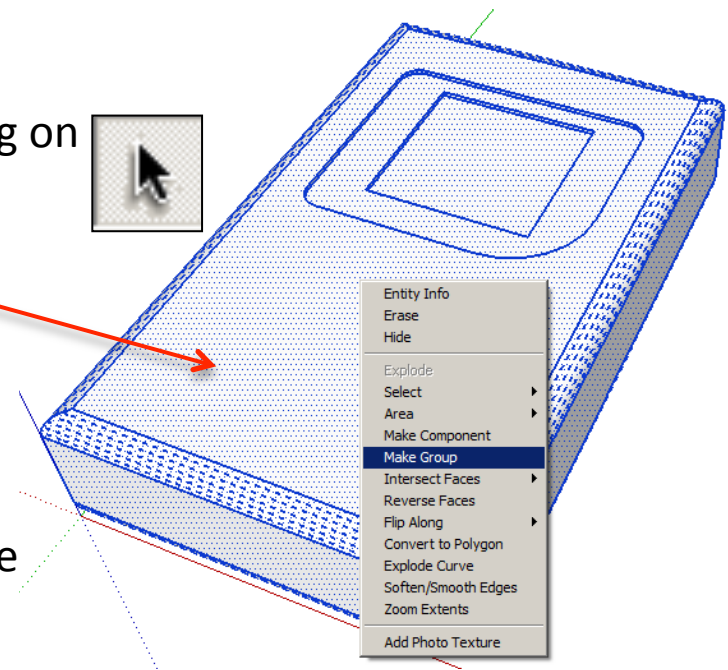 g on
Entity Info
Erase
Hide
Explode
Select
Area
Make Component
Make Group
Intersect Faces
Reverse Faces
Flip Along
Convert to Polygon
Explode Curve
Soften/Smooth Edges
Zoom Extents
Add Photo Texture
e